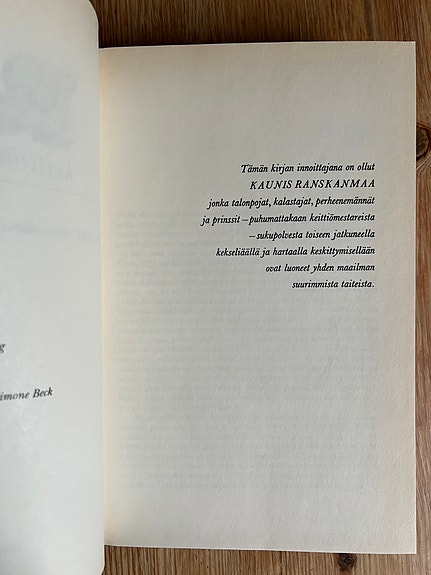 g
imone Beck
Tämän kirjan innoittajana on ollut
KAUNIS RANSKANMAA
jonka talonpojat, kalastajat, perheenemännät
ja prinssit – puhumattakaan keittiömestareista
– sukupolvesta toiseen jatkuneella
kekseliäällä ja hartaalla keskittymisellään
ovat luoneet yhden maailman
suurimmista taiteista.